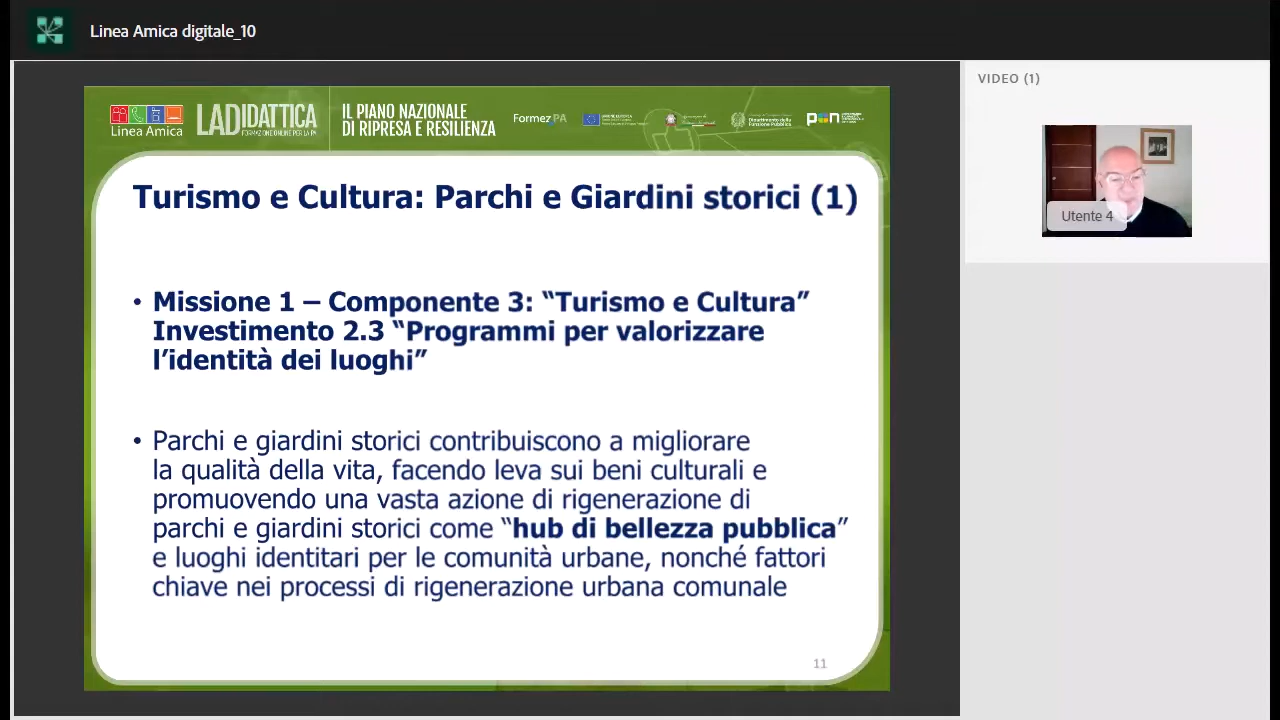 Linea Amica digitale_10
VIDEO (1)
Linea Amica
LADIDATTICA
FORMAZIONE ONLINE PER LA PA
IL PIANO NAZIONALE
DI RIPRESA E RESILIENZA
FormezPA
UNIONE EUROPEA
Dipartimento della
Funzione Pubblica
pon
Utente 4
Turismo e Cultura: Parchi e Giardini storici (1)
• Missione 1 – Componente 3: “Turismo e Cultura”
Investimento 2.3 “Programmi per valorizzare
l’identità dei luoghi”
• Parchi e giardini storici contribuiscono a migliorare
la qualità della vita, facendo leva sui beni culturali e
promuovendo una vasta azione di rigenerazione di
parchi e giardini storici come “hub di bellezza pubblica”
e luoghi identitari per le comunità urbane, nonché fattori
chiave nei processi di rigenerazione urbana comunale
11